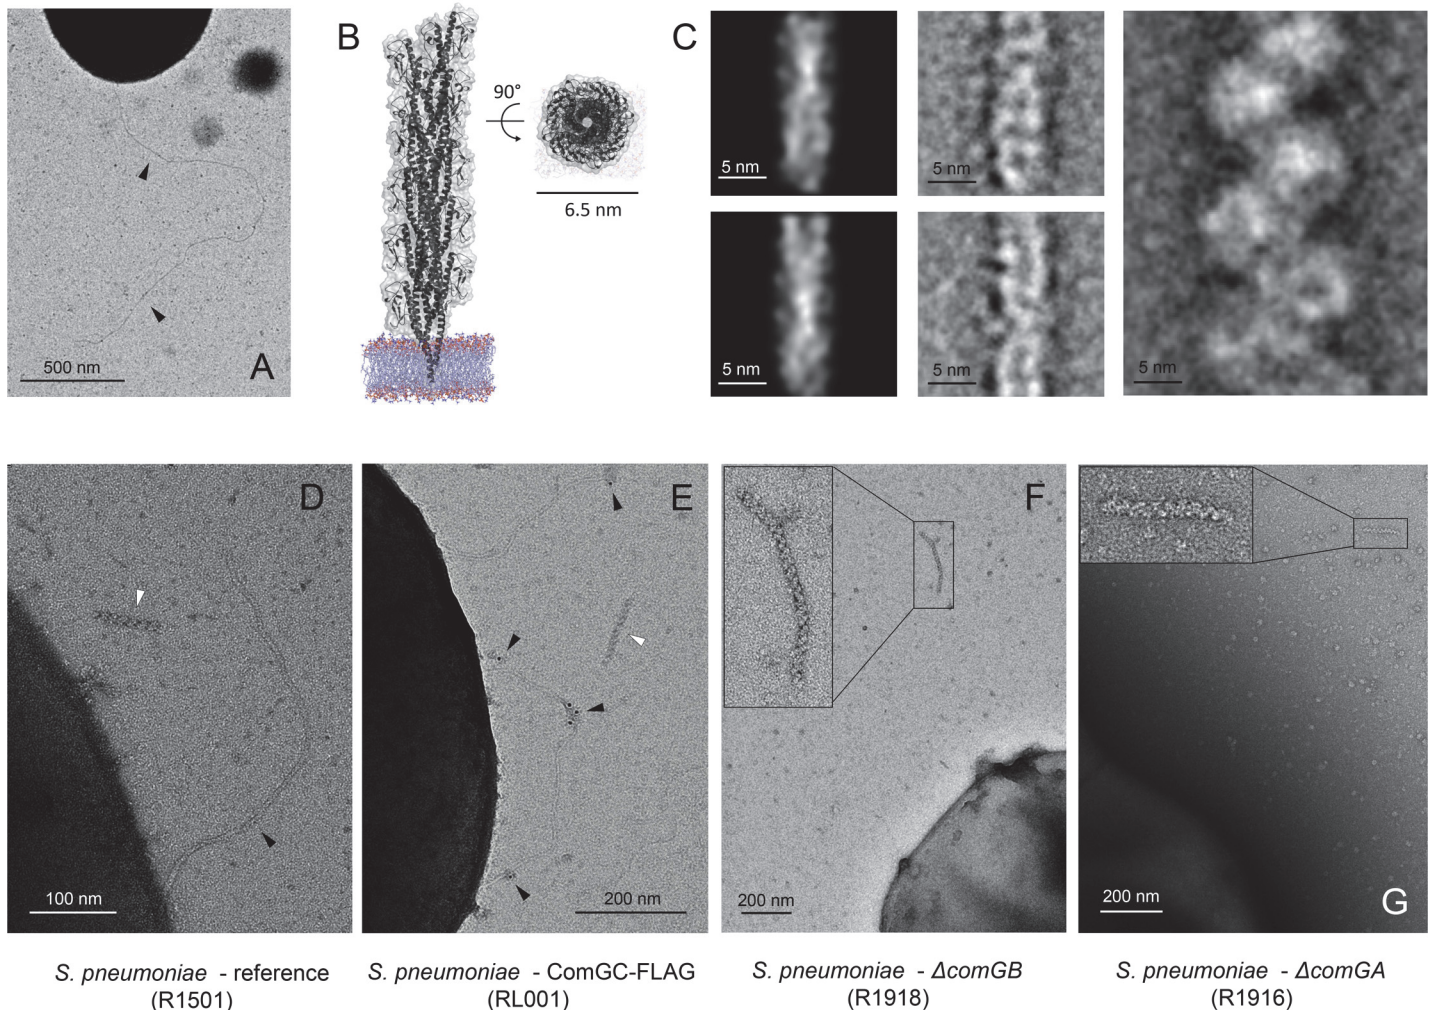 A
500 nm
B
90°
6.5 nm
C
5 nm
5 nm
5 nm
5 nm
5 nm
D
100 nm
E
200 nm
F
200 nm
G
200 nm
S. pneumoniae - reference
(R1501)
S. pneumoniae - ComGC-FLAG
(RL001)
S. pneumoniae - ΔcomGB
(R1918)
S. pneumoniae - ΔcomGA
(R1916)